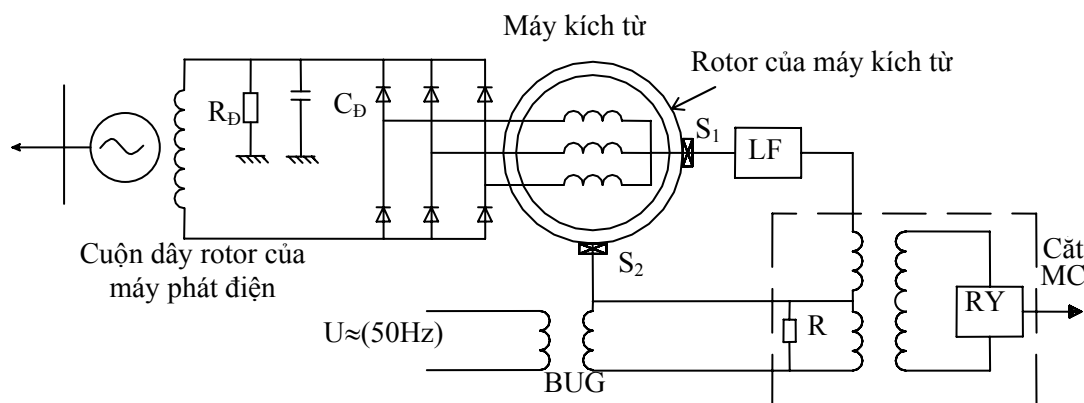 Máy kích từ
Rotor của máy kích từ
R_Đ
C_Đ
S₁
LF
S₂
Cuộn dây rotor của
máy phát điện
Căt
MC
RY
U≈(50Hz)
R
BUG